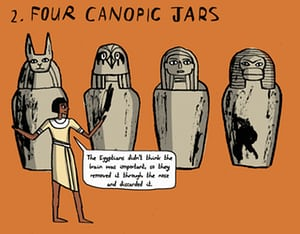 2. FOUR CANOPIC JARS
The Egyptians didn't think the
brain was important, so they
removed it through the nose
and discarded it.